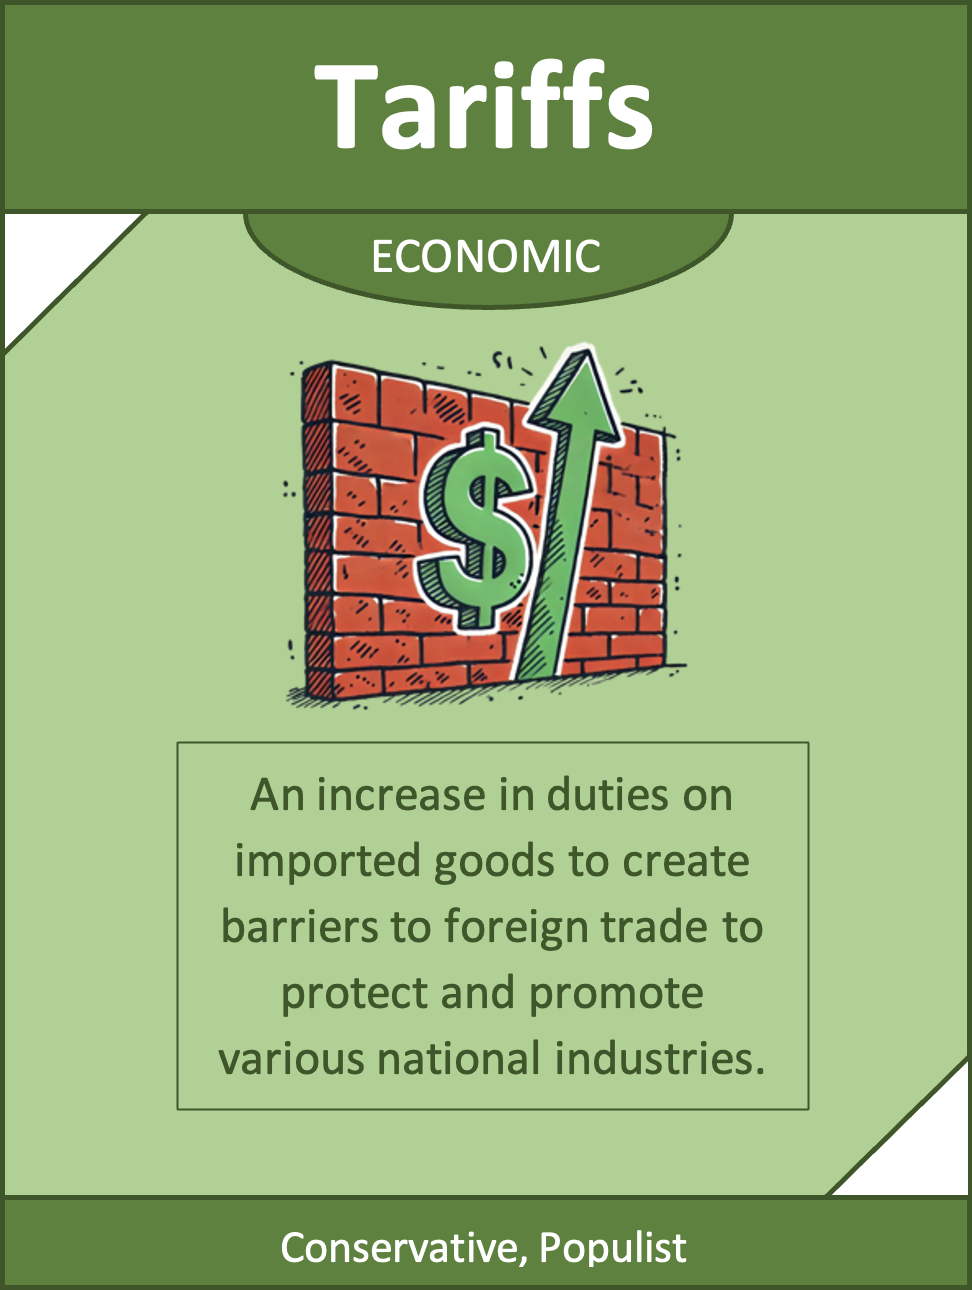 Tariffs
ECONOMIC
$
An increase in duties on
imported goods to create
barriers to foreign trade to
protect and promote
various national industries.
Conservative, Populist